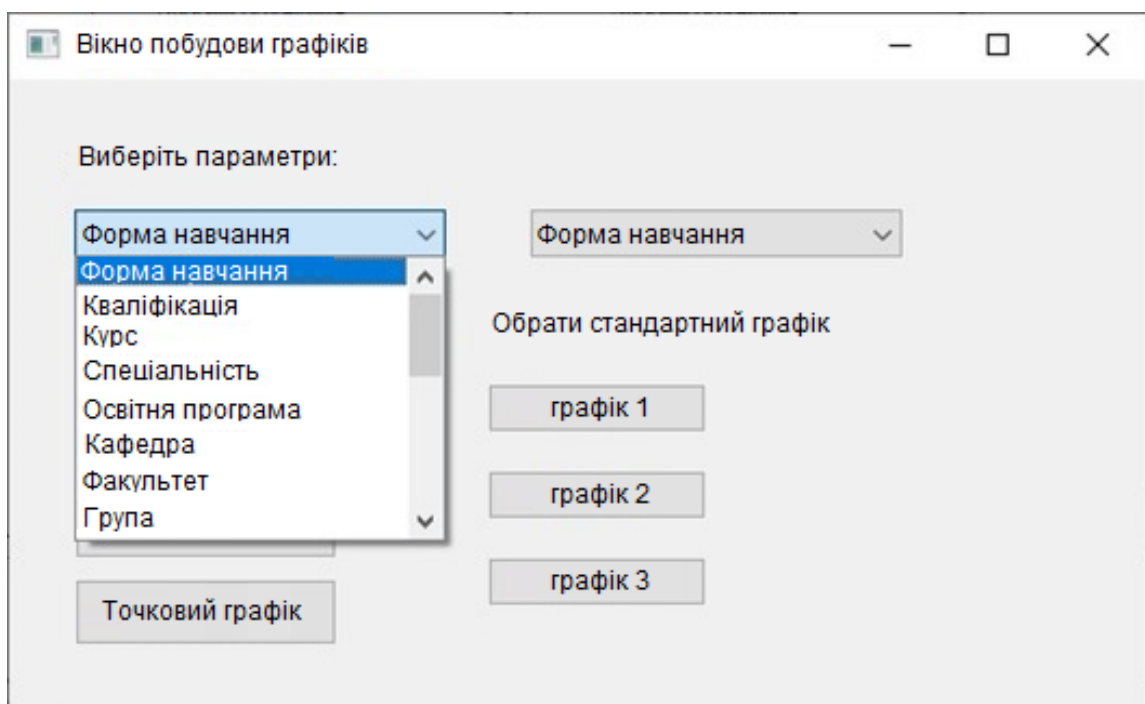 Вікно побудови графіків
Виберіть параметри:
Форма навчання
Форма навчання
Форма навчання
Кваліфікація
Курс
Спеціальність
Освітня програма
Кафедра
Факультет
Група
Точковий графік
Обрати стандартний графік
графік 1
графік 2
графік 3